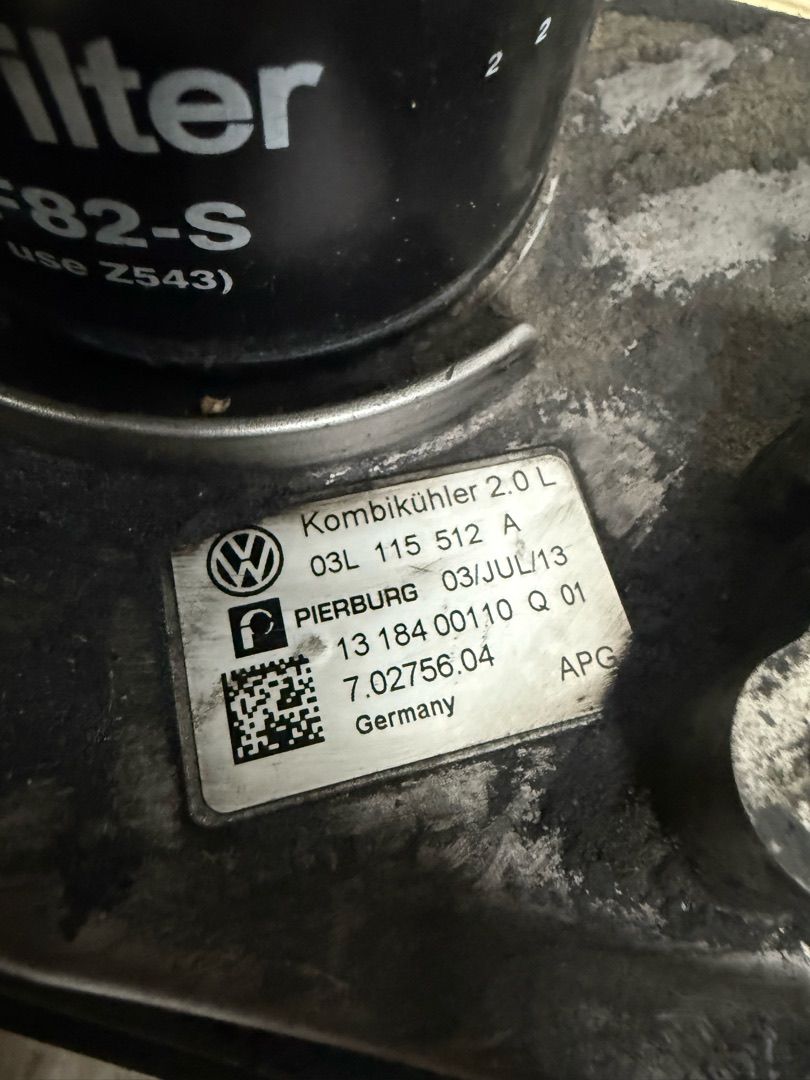 2 2
ilter
F82-S
use Z543)
Kombikühler 2.0 L
03L 115 512 A
PIERBURG 03/JUL/13
13 184 00110 Q 01
7.02756.04
APG
Germany